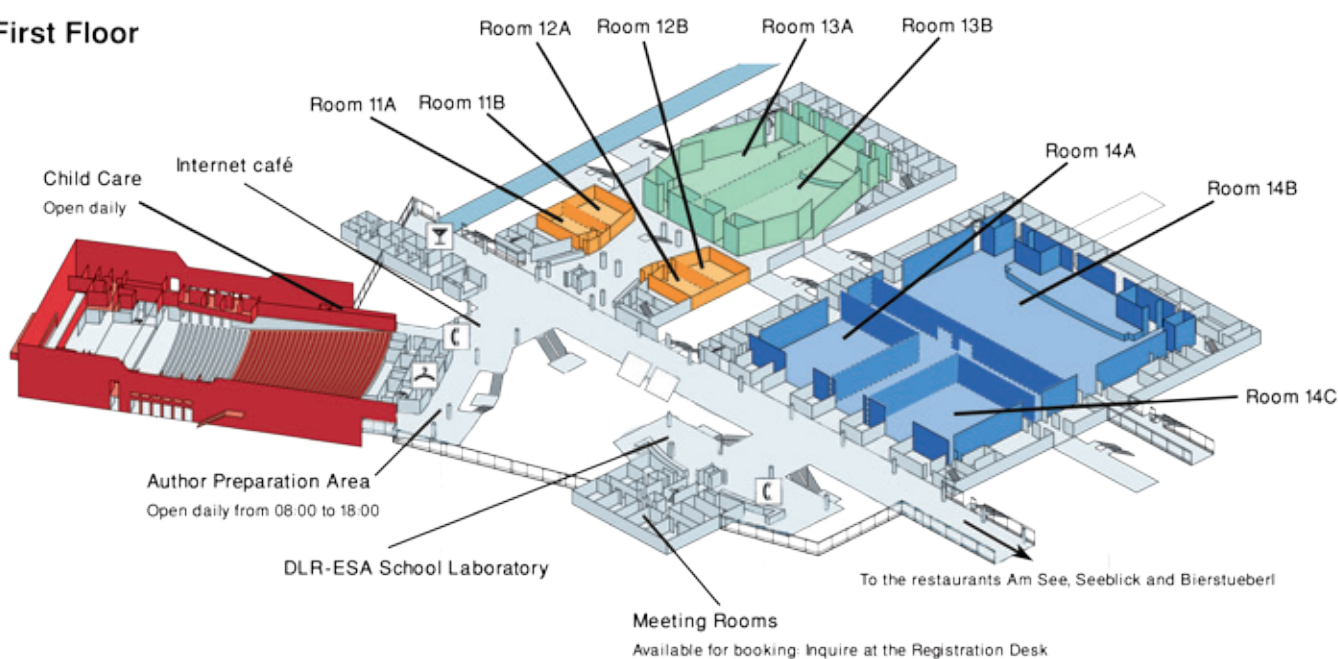 First Floor
Room 12A
Room 12B
Room 13A
Room 13B
Room 11A
Room 11B
Room 14A
Internet café
Child Care
Open daily
Room 14B
Room 14C
Author Preparation Area
Open daily from 08:00 to 18:00
DLR-ESA School Laboratory
To the restaurants Am See, Seeblick and Bierstueberl
Meeting Rooms
Available for booking: Inquire at the Registration Desk